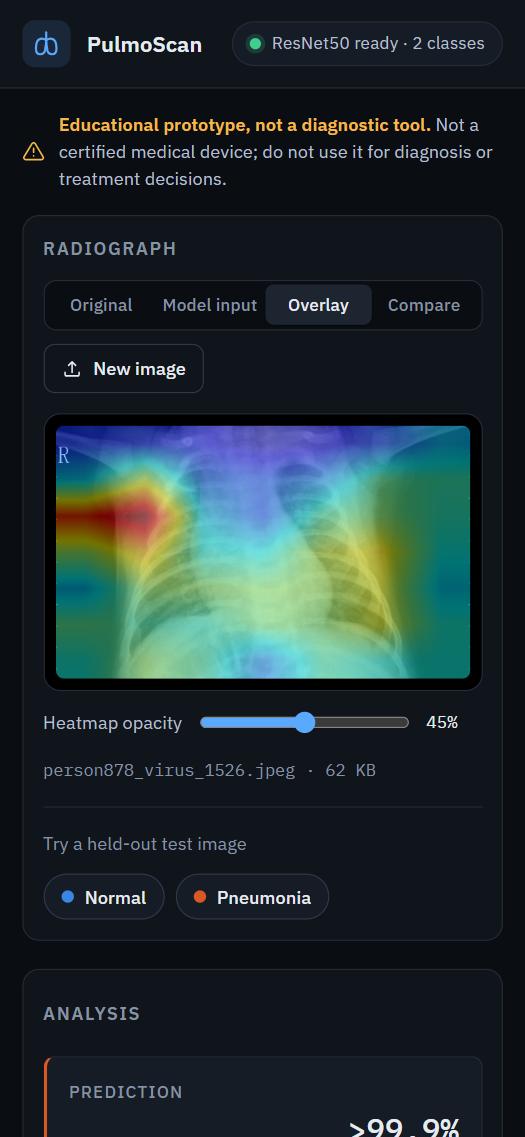 PulmoScan
ResNet50 ready · 2 classes
Educational prototype, not a diagnostic tool. Not a
certified medical device; do not use it for diagnosis or
treatment decisions.
RADIOGRAPH
Original Model input Overlay Compare
New image
R
Heatmap opacity 45%
person878_virus_1526.jpeg · 62 KB
Try a held-out test image
Normal Pneumonia
ANALYSIS
PREDICTION
>99.9%